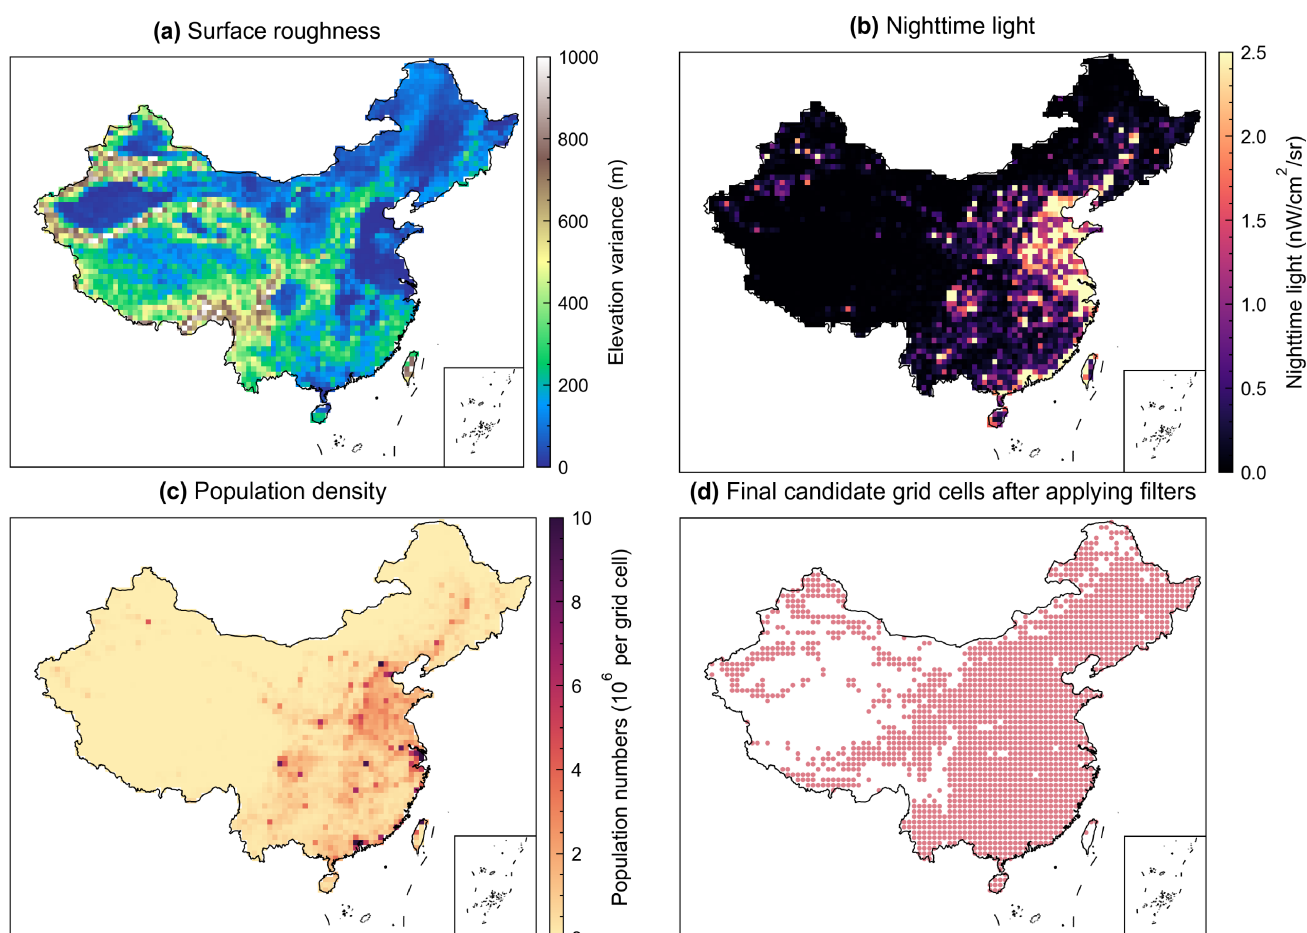 (a) Surface roughness
1000
800
600
400
200
0
Elevation variance (m)
(b) Nighttime light
2.5
2.0
1.5
1.0
0.5
0.0
Nighttime light (nW/cm²/sr)
(c) Population density
10
8
6
4
2
Population numbers (10⁶ per grid cell)
(d) Final candidate grid cells after applying filters